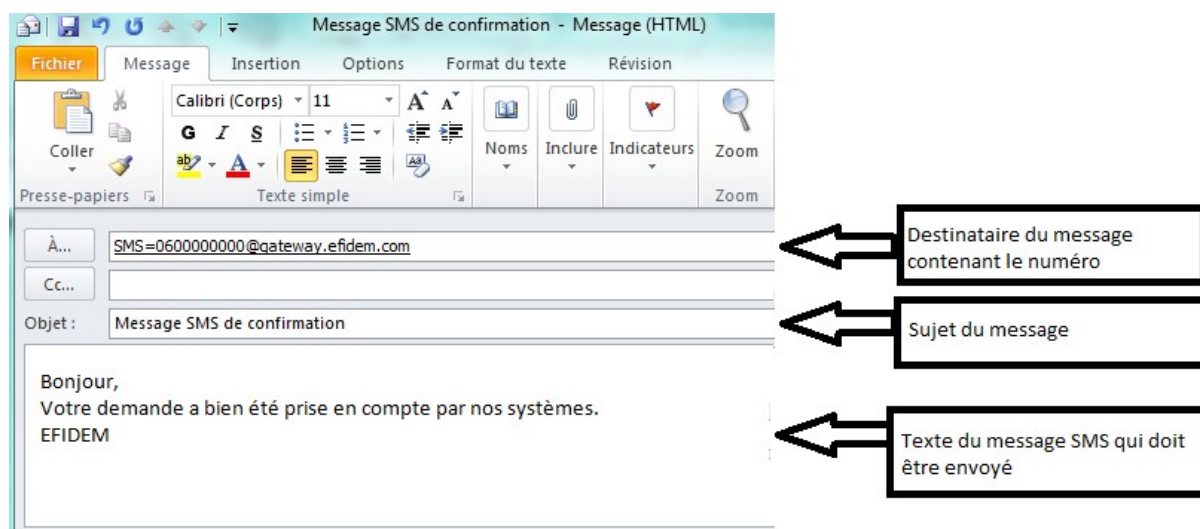 Message SMS de confirmation - Message (HTML)
Fichier Message Insertion Options Format du texte Révision
Calibri (Corps) 11 A A
G I S
Coller Noms Inclure Indicateurs Zoom
ab A Aa
Presse-papiers Texte simple Zoom
À... SMS=0600000000@gateway.efidem.com
Cc...
Objet : Message SMS de confirmation
Bonjour,
Votre demande a bien été prise en compte par nos systèmes.
EFIDEM
Destinataire du message
contenant le numéro
Sujet du message
Texte du message SMS qui doit
être envoyé